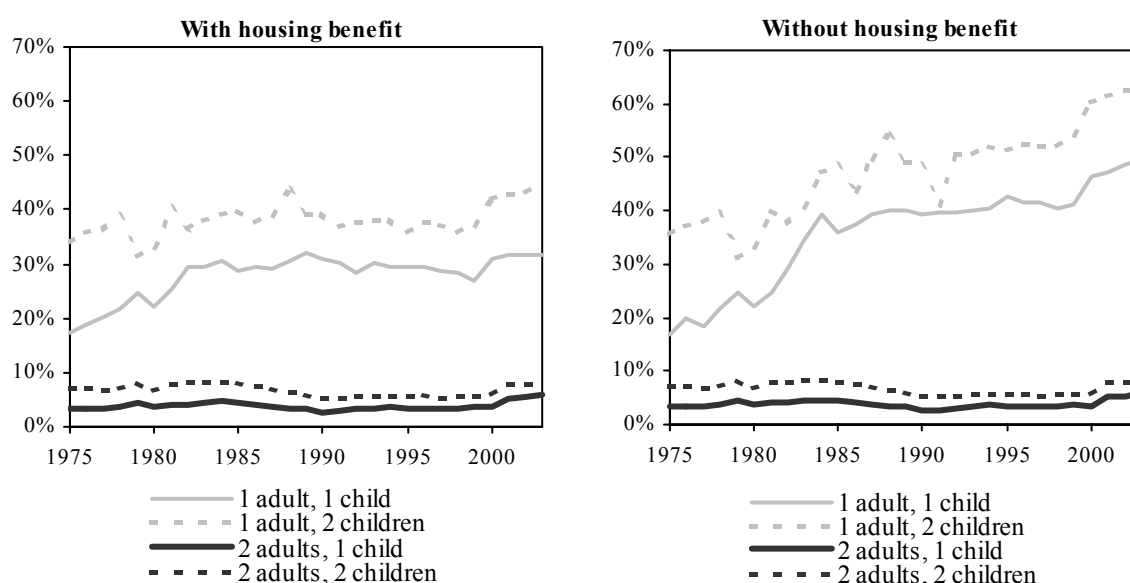 With housing benefit
70%
60%
50%
40%
30%
20%
10%
0%
1975 1980 1985 1990 1995 2000
1 adult, 1 child
1 adult, 2 children
2 adults, 1 child
2 adults, 2 children
Without housing benefit
70%
60%
50%
40%
30%
20%
10%
0%
1975 1980 1985 1990 1995 2000
1 adult, 1 child
1 adult, 2 children
2 adults, 1 child
2 adults, 2 children